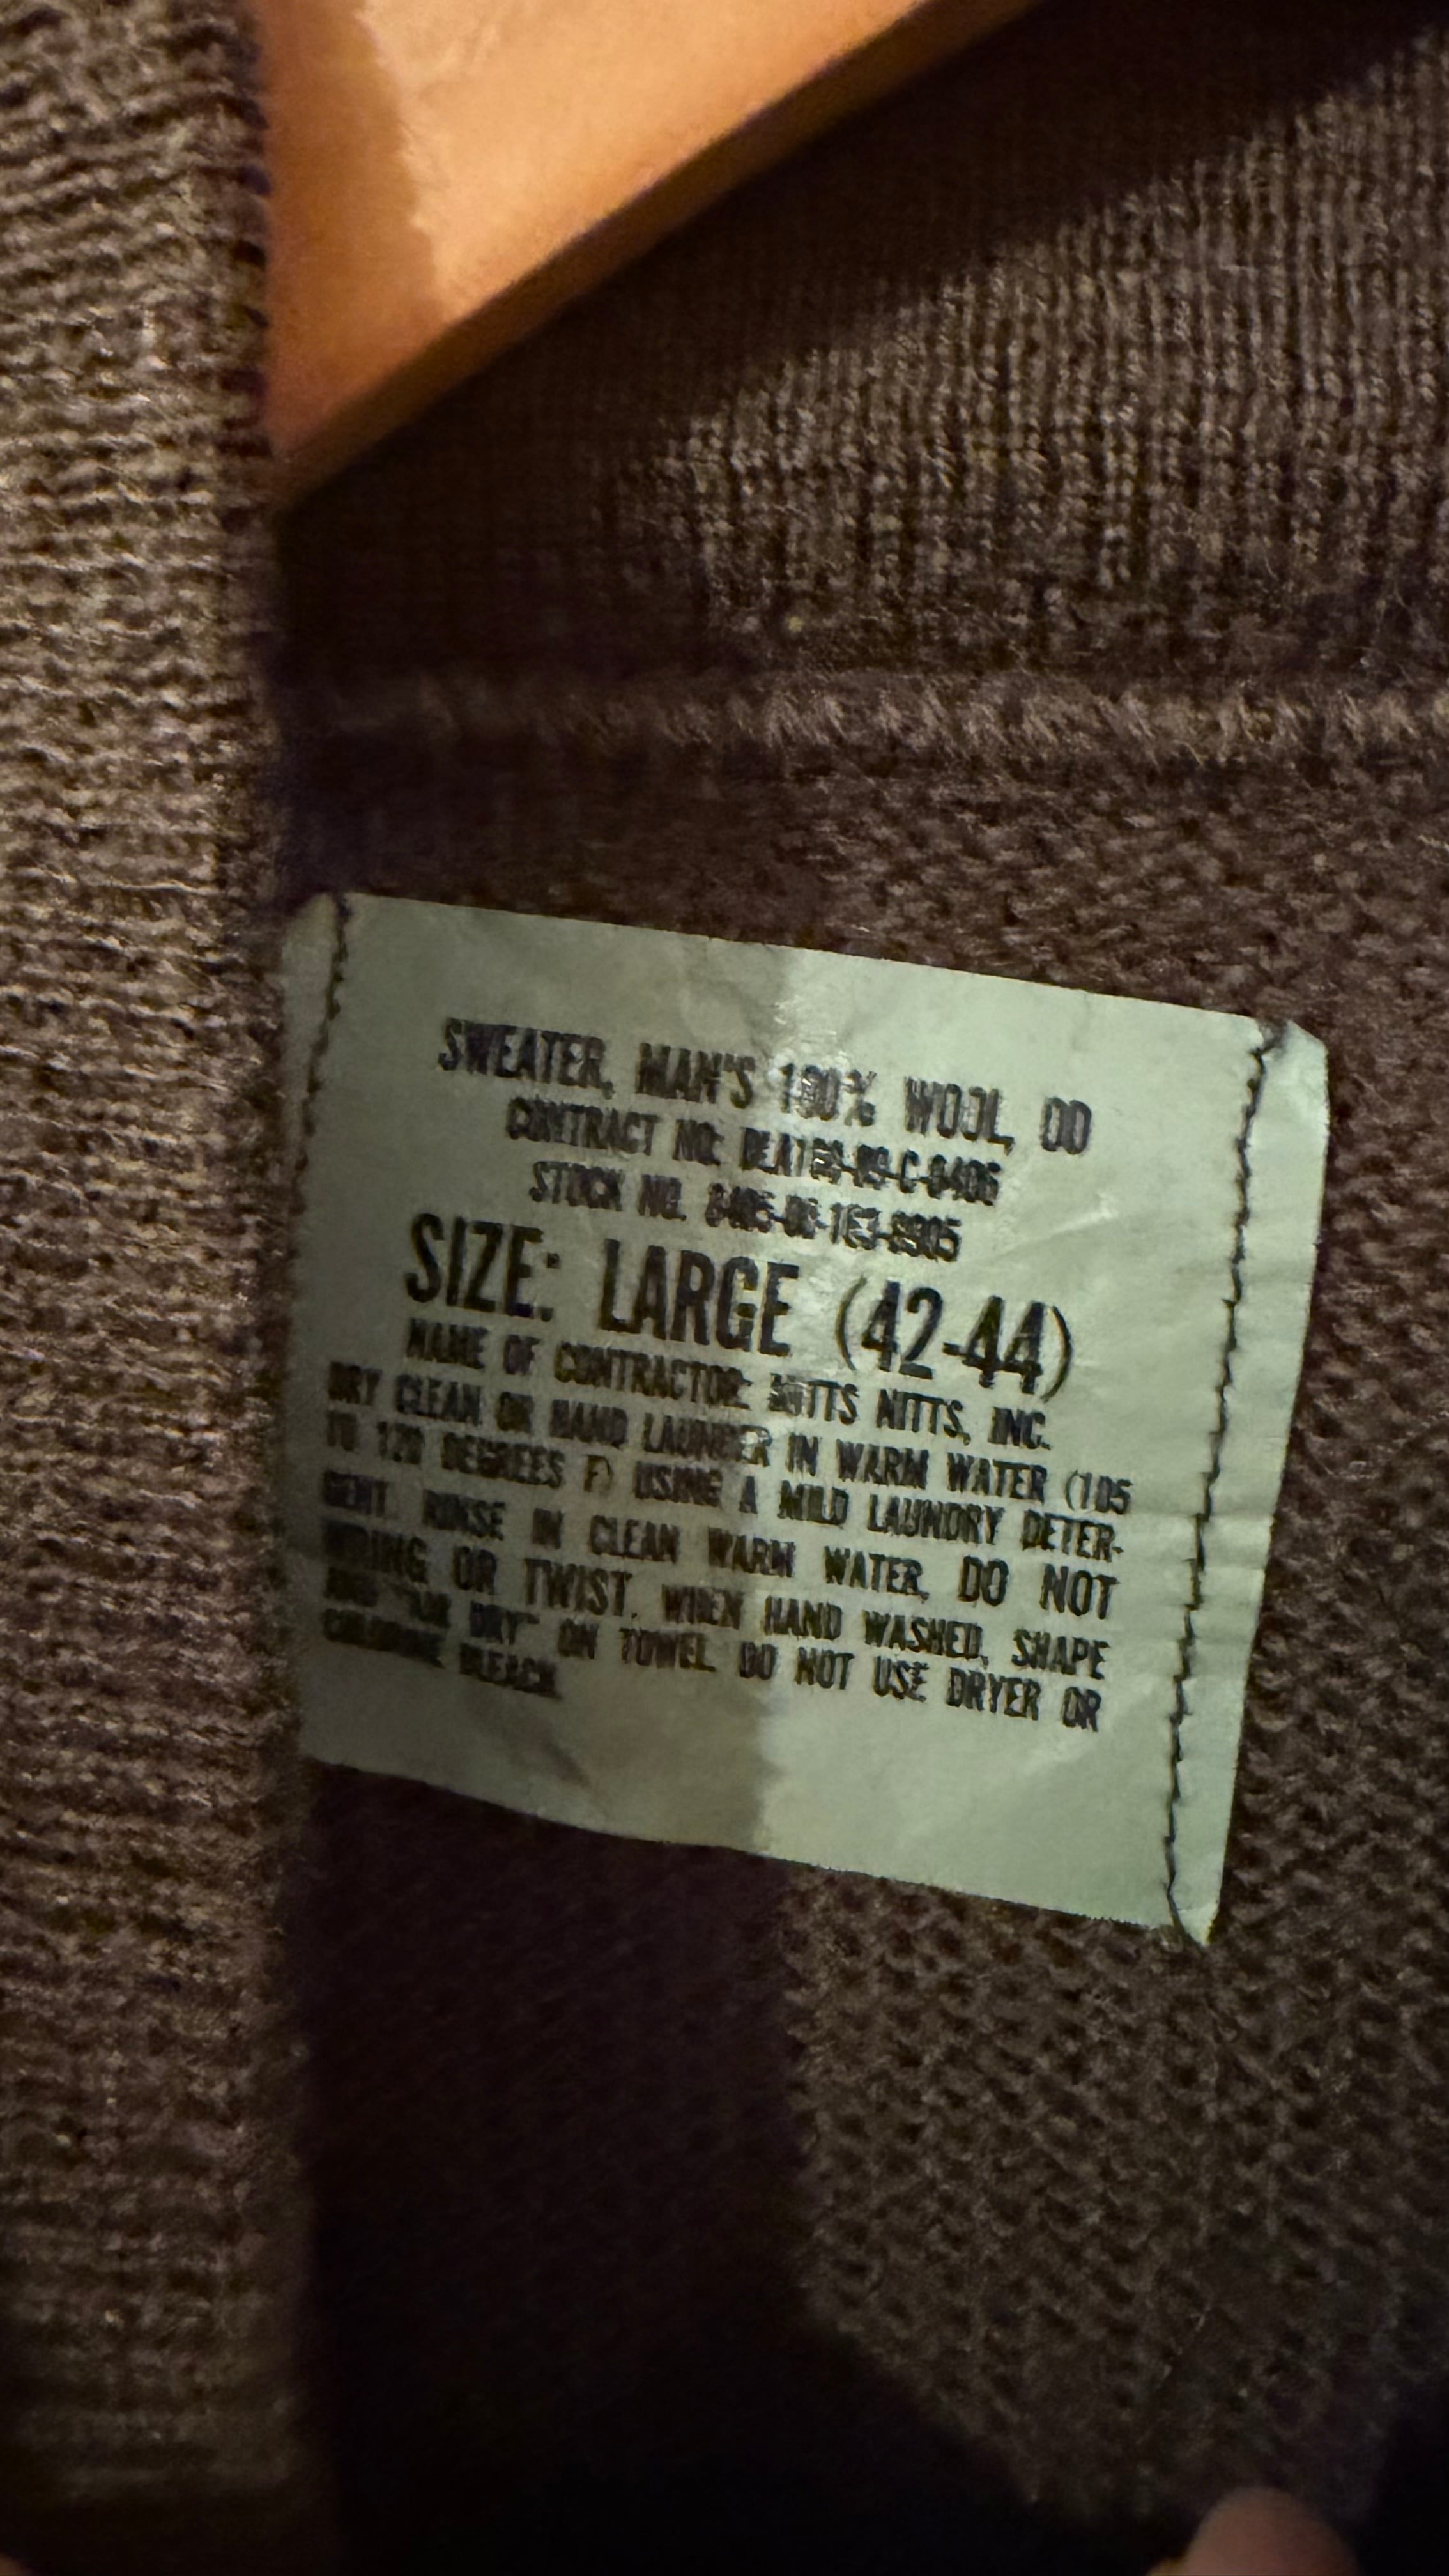 SWEATER, MAN'S 100% WOOL, OD
CONTRACT NO:
STOCK NO.
SIZE: LARGE (42-44)
NAME OF CONTRACTOR: NITTS, INC.
DRY CLEAN OR HAND LAUNDER IN WARM WATER (105
TO 120 DEGREES F) USING A MILD LAUNDRY DETER-
GENT. RINSE IN CLEAN WARM WATER, DO NOT
WRING OR TWIST. WHEN HAND WASHED, SHAPE
AND DRY" ON TOWEL. DO NOT USE DRYER OR
CHLORINE BLEACH.